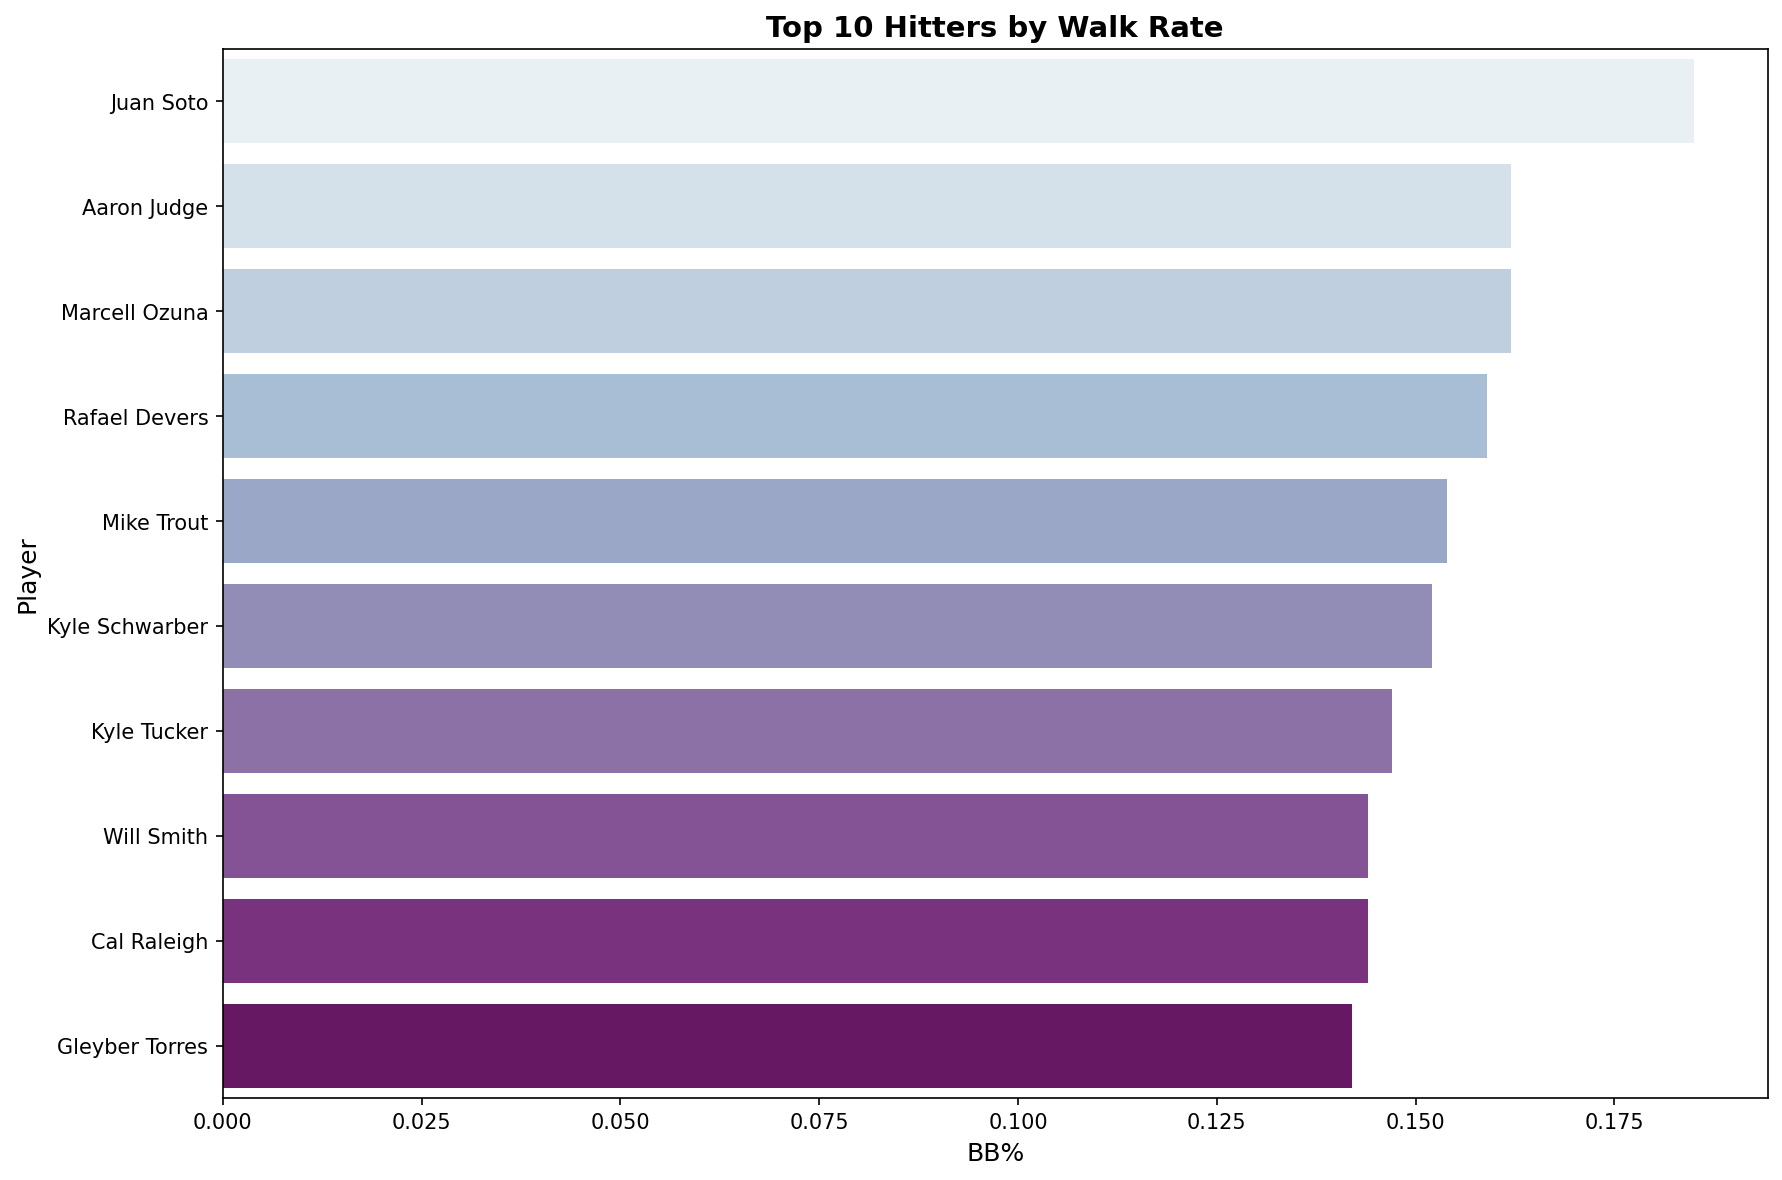 Top 10 Hitters by Walk Rate
Juan Soto
Aaron Judge
Marcell Ozuna
Rafael Devers
Mike Trout
Kyle Schwarber
Kyle Tucker
Will Smith
Cal Raleigh
Gleyber Torres
Player
0.000 0.025 0.050 0.075 0.100 0.125 0.150 0.175
BB%